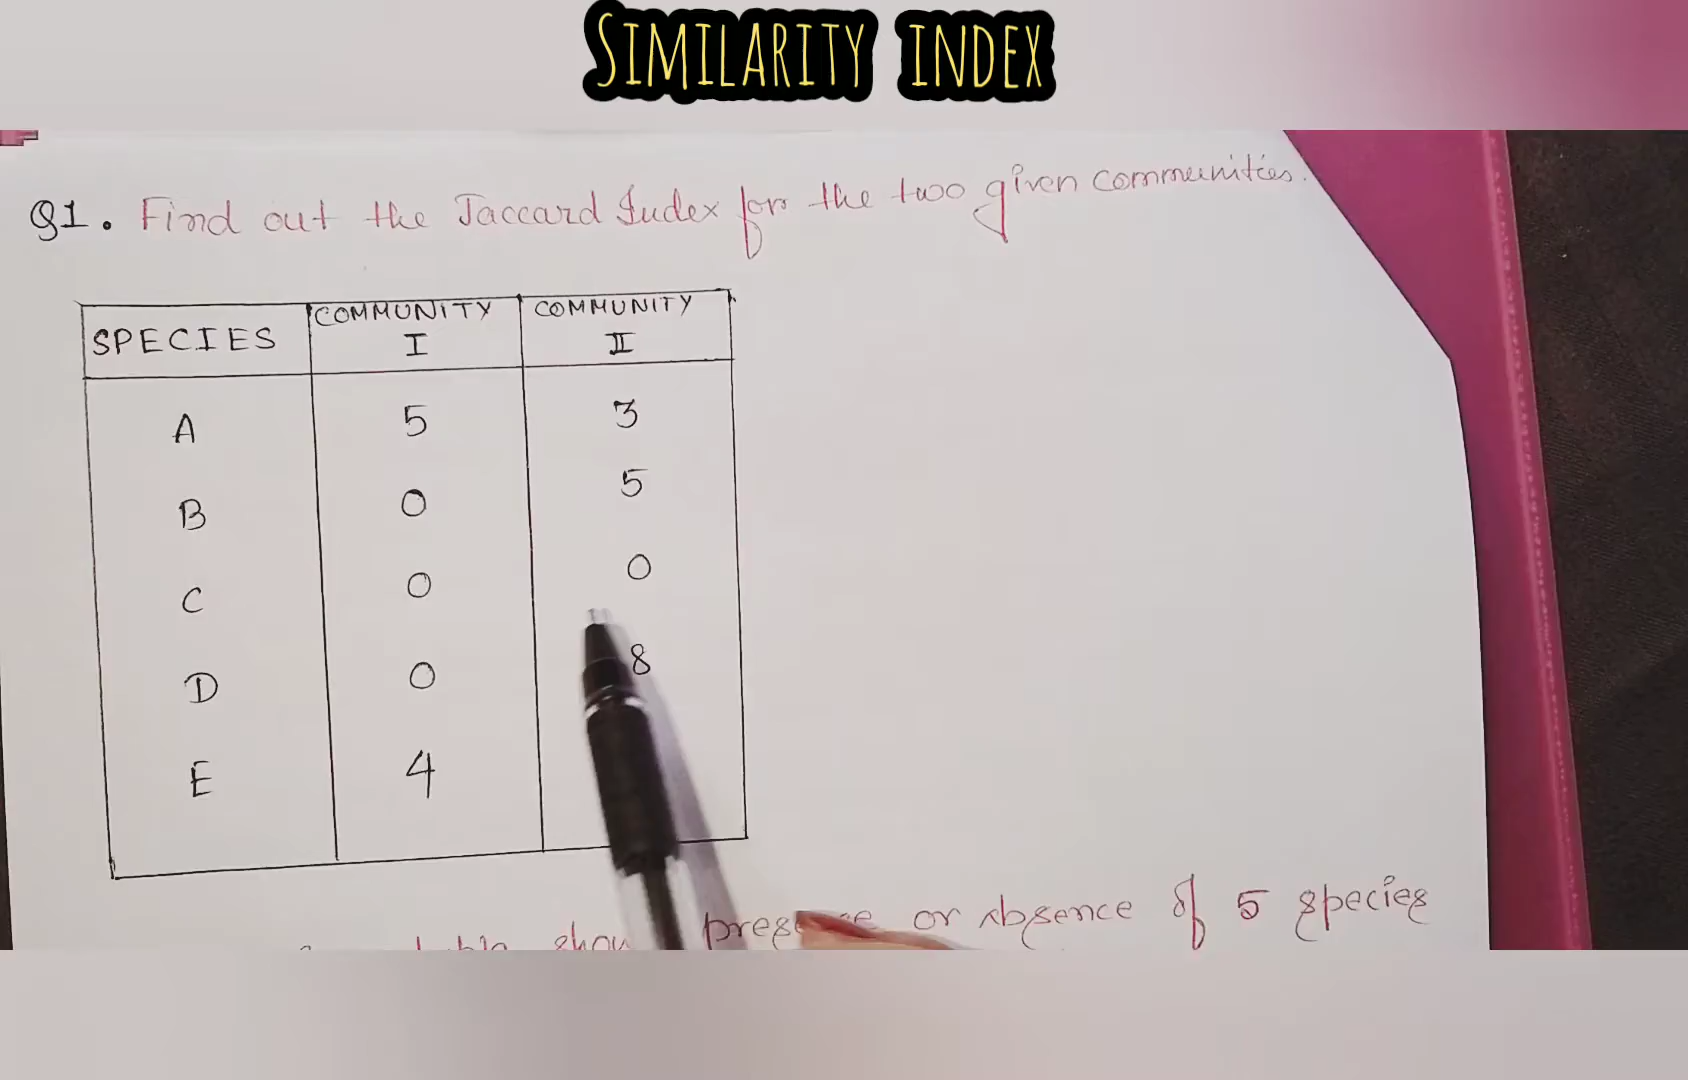 SIMILARITY INDEX
Q1. Find out the Jaccard Index for the two given communities.
SPECIES COMMUNITY I COMMUNITY II
A 5 3
B 0 5
C 0 0
D 0 8
E 4
or absence of 5 species